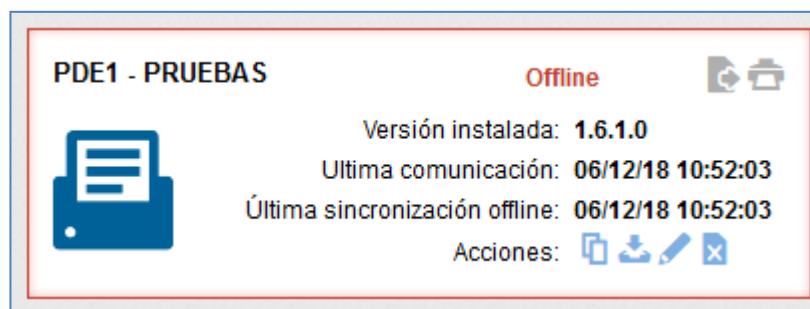 PDE1 - PRUEBAS Offline
Versión instalada: 1.6.1.0
Ultima comunicación: 06/12/18 10:52:03
Última sincronización offline: 06/12/18 10:52:03
Acciones: